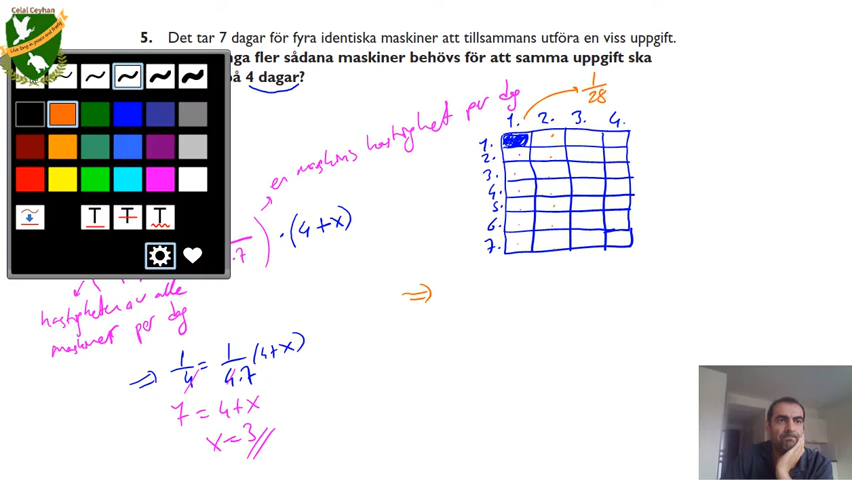 Celal Ceyhan
5. Det tar 7 dagar för fyra identiska maskiner att tillsammans utföra en viss uppgift.
fler sådana maskiner behövs för att samma uppgift ska
på 4 dagar?
1/28
1. 2. 3. 4.
1.
2.
3.
4.
5.
6.
7.
en maskins hastighet per dag
.7) · (4+x)
T T T
hastigheten av alle
maskiner per dag
⇒
⇒ 1/4 = 1/4·7 (4+x)
7 = 4+x
x=3//